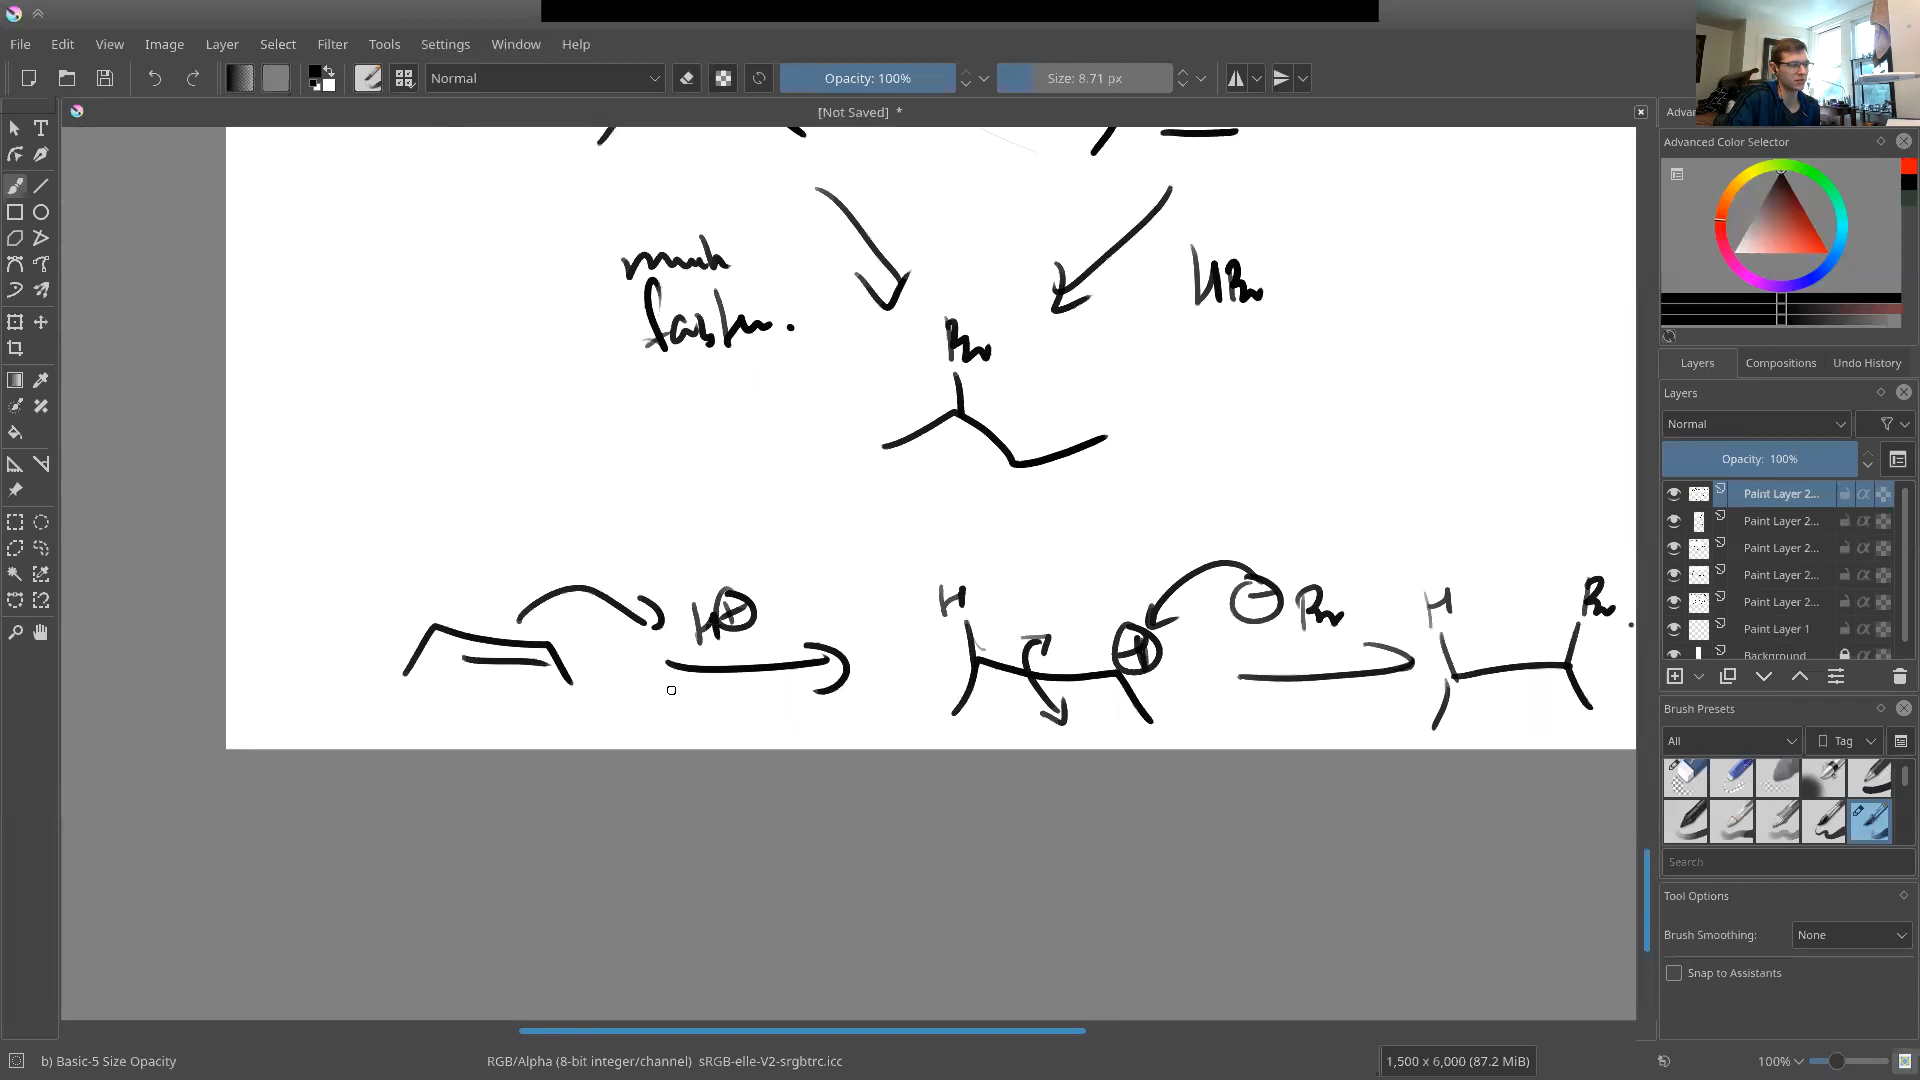 File Edit View Image Layer Select Filter Tools Settings Window Help
Normal
Opacity: 100%
Size: 8.71 px
[Not Saved] *
Advanced Color Selector
much
faster.
HBr
Br
H⊕
H
⊕
⊖ Br
H
Br
Layers Compositions Undo History
Layers
Normal
Opacity: 100%
Paint Layer 2...
Paint Layer 2...
Paint Layer 2...
Paint Layer 2...
Paint Layer 2...
Paint Layer 1
Background
Brush Presets
All
Tag
Search
Tool Options
Brush Smoothing: None
Snap to Assistants
b) Basic-5 Size Opacity
RGB/Alpha (8-bit integer/channel) sRGB-elle-V2-srgbtrc.icc
1,500 x 6,000 (87.2 MiB)
100%